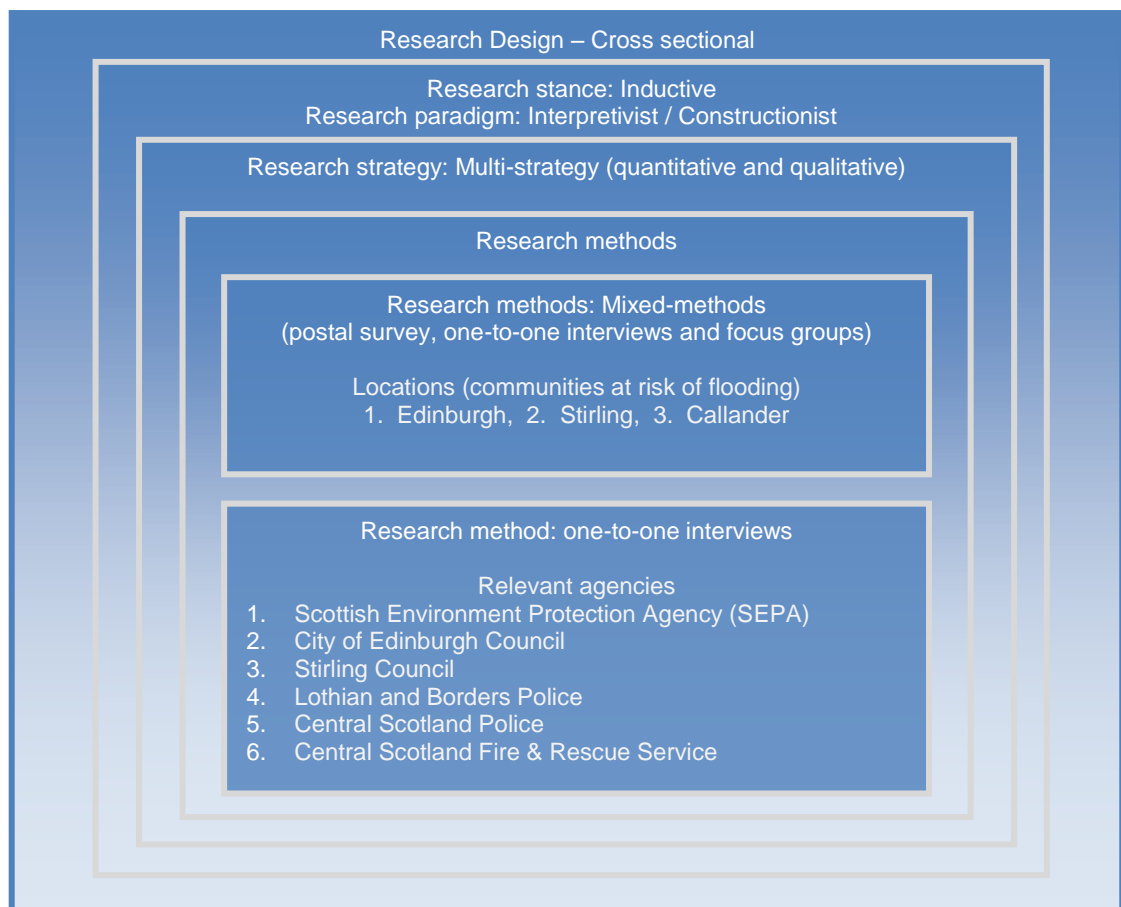 Research Design – Cross sectional
Research stance: Inductive
Research paradigm: Interpretivist / Constructionist
Research strategy: Multi-strategy (quantitative and qualitative)
Research methods
Research methods: Mixed-methods
(postal survey, one-to-one interviews and focus groups)
Locations (communities at risk of flooding)
1. Edinburgh, 2. Stirling, 3. Callander
Research method: one-to-one interviews
Relevant agencies
1. Scottish Environment Protection Agency (SEPA)
2. City of Edinburgh Council
3. Stirling Council
4. Lothian and Borders Police
5. Central Scotland Police
6. Central Scotland Fire & Rescue Service